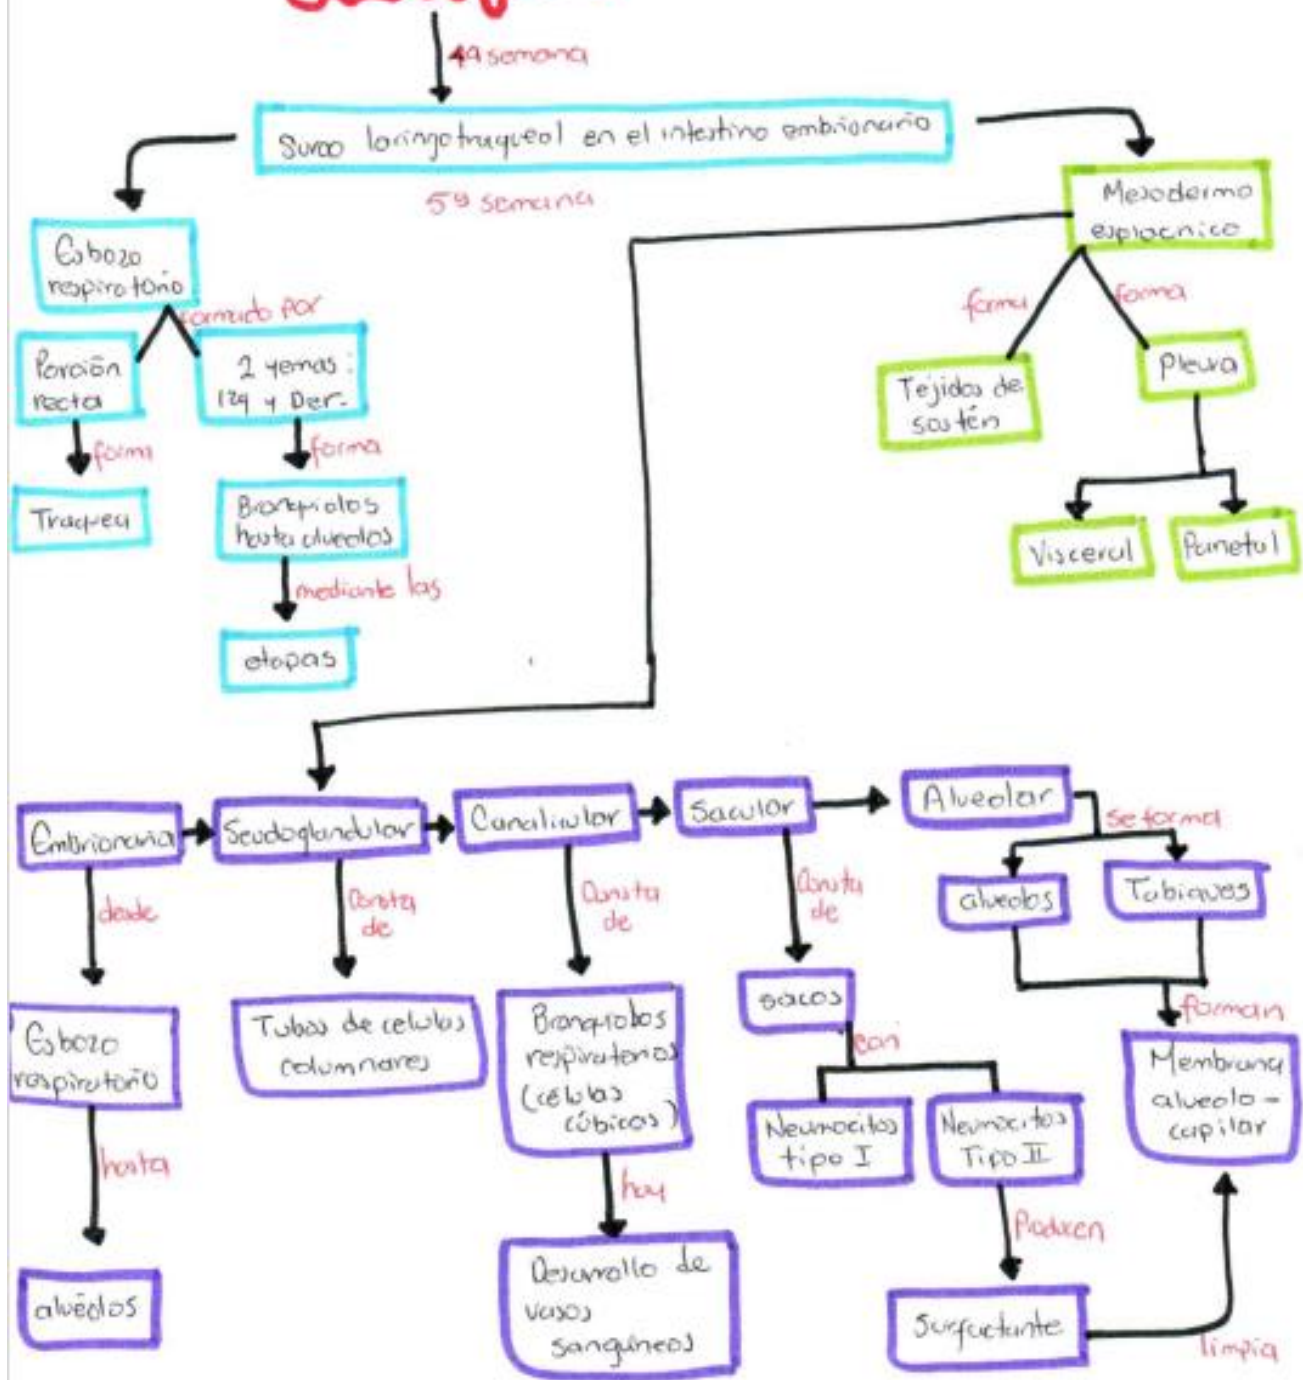 4ª semana
Surco laringotraqueal en el intestino embrionario
5ª semana
Mesodermo
esplacnico
Esbozo
respiratorio
formado por
forma
forma
Porción
recta
2 yemas:
Izq y Der.
Tejidos de
sostén
Pleura
forma
forma
Traquea
Bronquiolos
hasta alveolos
Visceral
Parietal
mediante las
etapas
Embrionaria
Seudoglandular
Canalicular
Sacular
Alveolar
se forma
desde
Consta
de
Consta
de
Consta
de
alveolos
Tabiques
Esbozo
respiratorio
Tubos de celulas
columnares
Bronquiolos
respiratorios
(células
cúbicas)
sacos
con
forman
Membrana
alveolo-
capilar
Neumocitos
tipo I
Neumocitos
Tipo II
hasta
hay
Producen
alvéolos
Desarrollo de
vasos
sanguineos
Surfactante
limpia